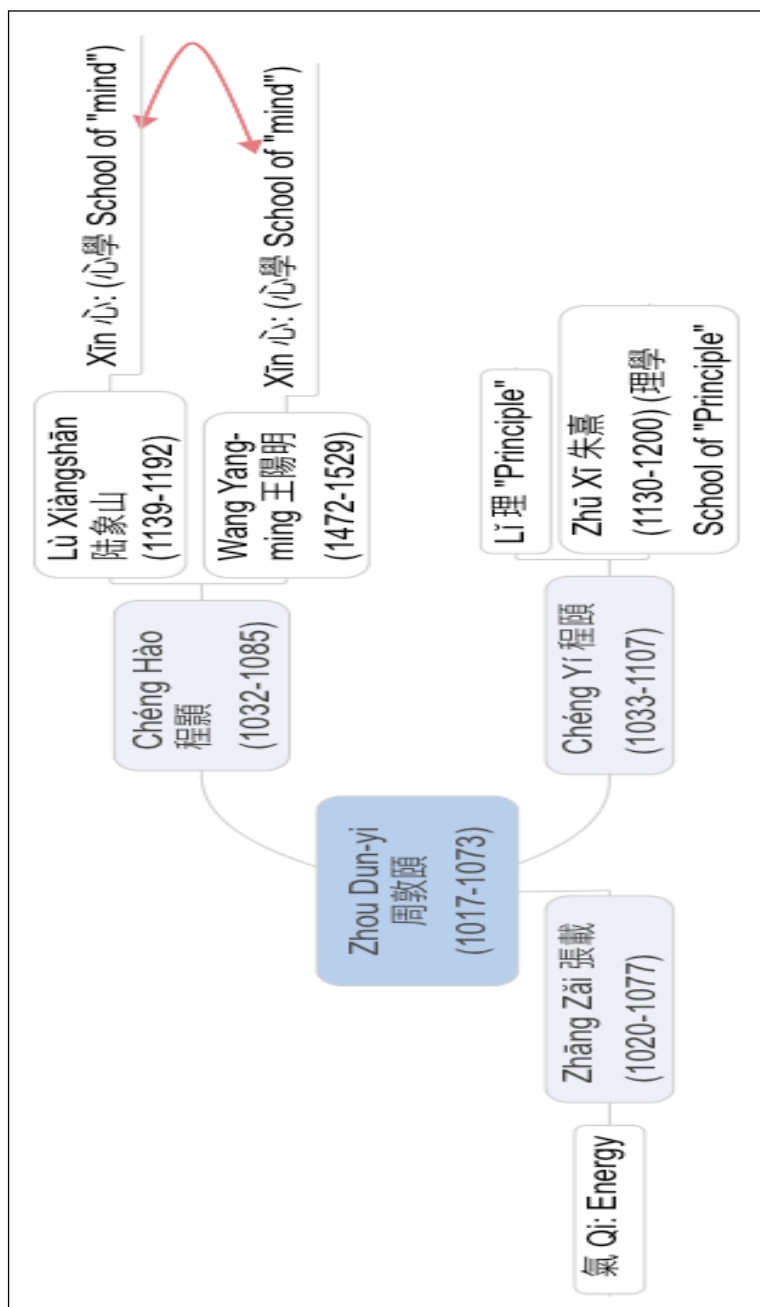 Zhou Dun-yi
周敦頤
(1017-1073)
Chéng Hào
程顥
(1032-1085)
Lù Xiàngshān
陆象山
(1139-1192)
Xīn 心: (心學 School of "mind")
Wang Yang-
ming 王陽明
(1472-1529)
Xīn 心: (心學 School of "mind")
Chéng Yí 程頤
(1033-1107)
Lǐ 理 "Principle"
Zhū Xī 朱熹
(1130-1200) (理學
School of "Principle"
Zhāng Zǎi 張載
(1020-1077)
氣 Qi: Energy